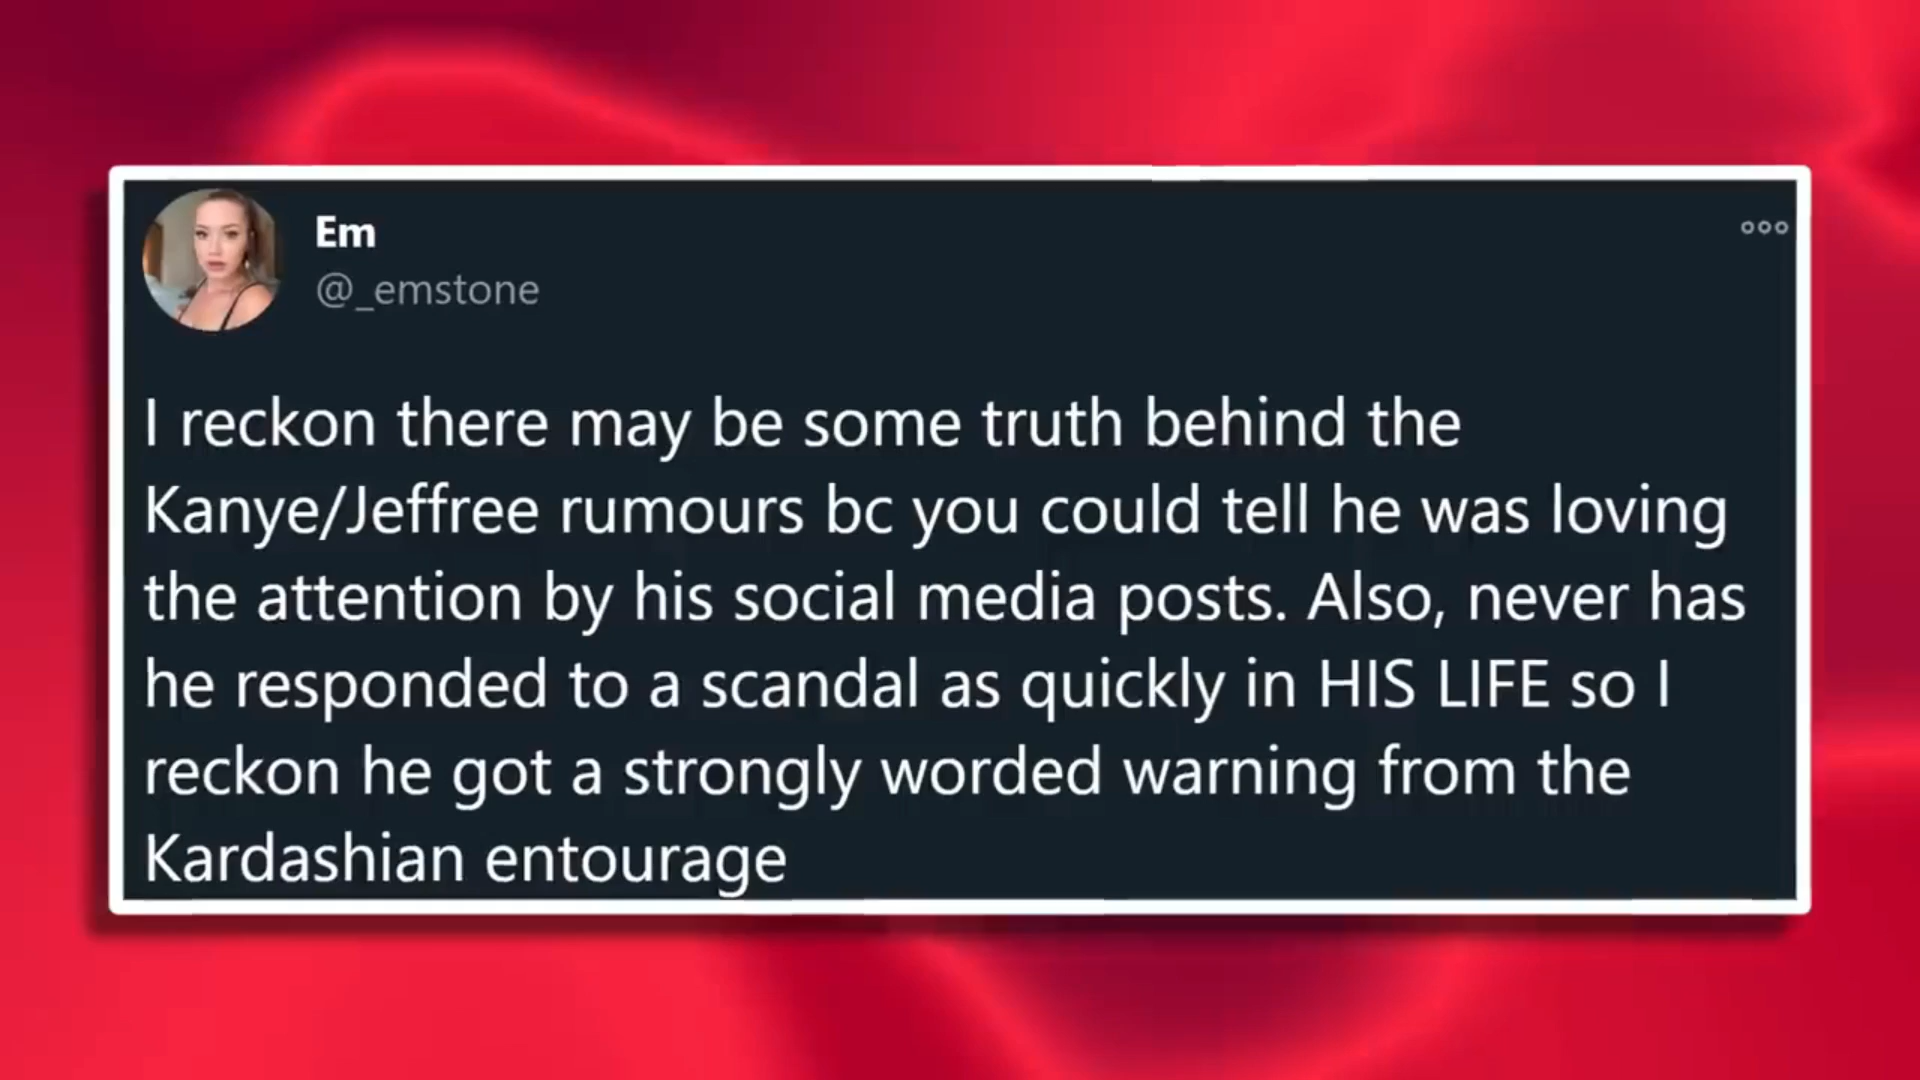 Em
@_emstone
I reckon there may be some truth behind the
Kanye/Jeffree rumours bc you could tell he was loving
the attention by his social media posts. Also, never has
he responded to a scandal as quickly in HIS LIFE so I
reckon he got a strongly worded warning from the
Kardashian entourage